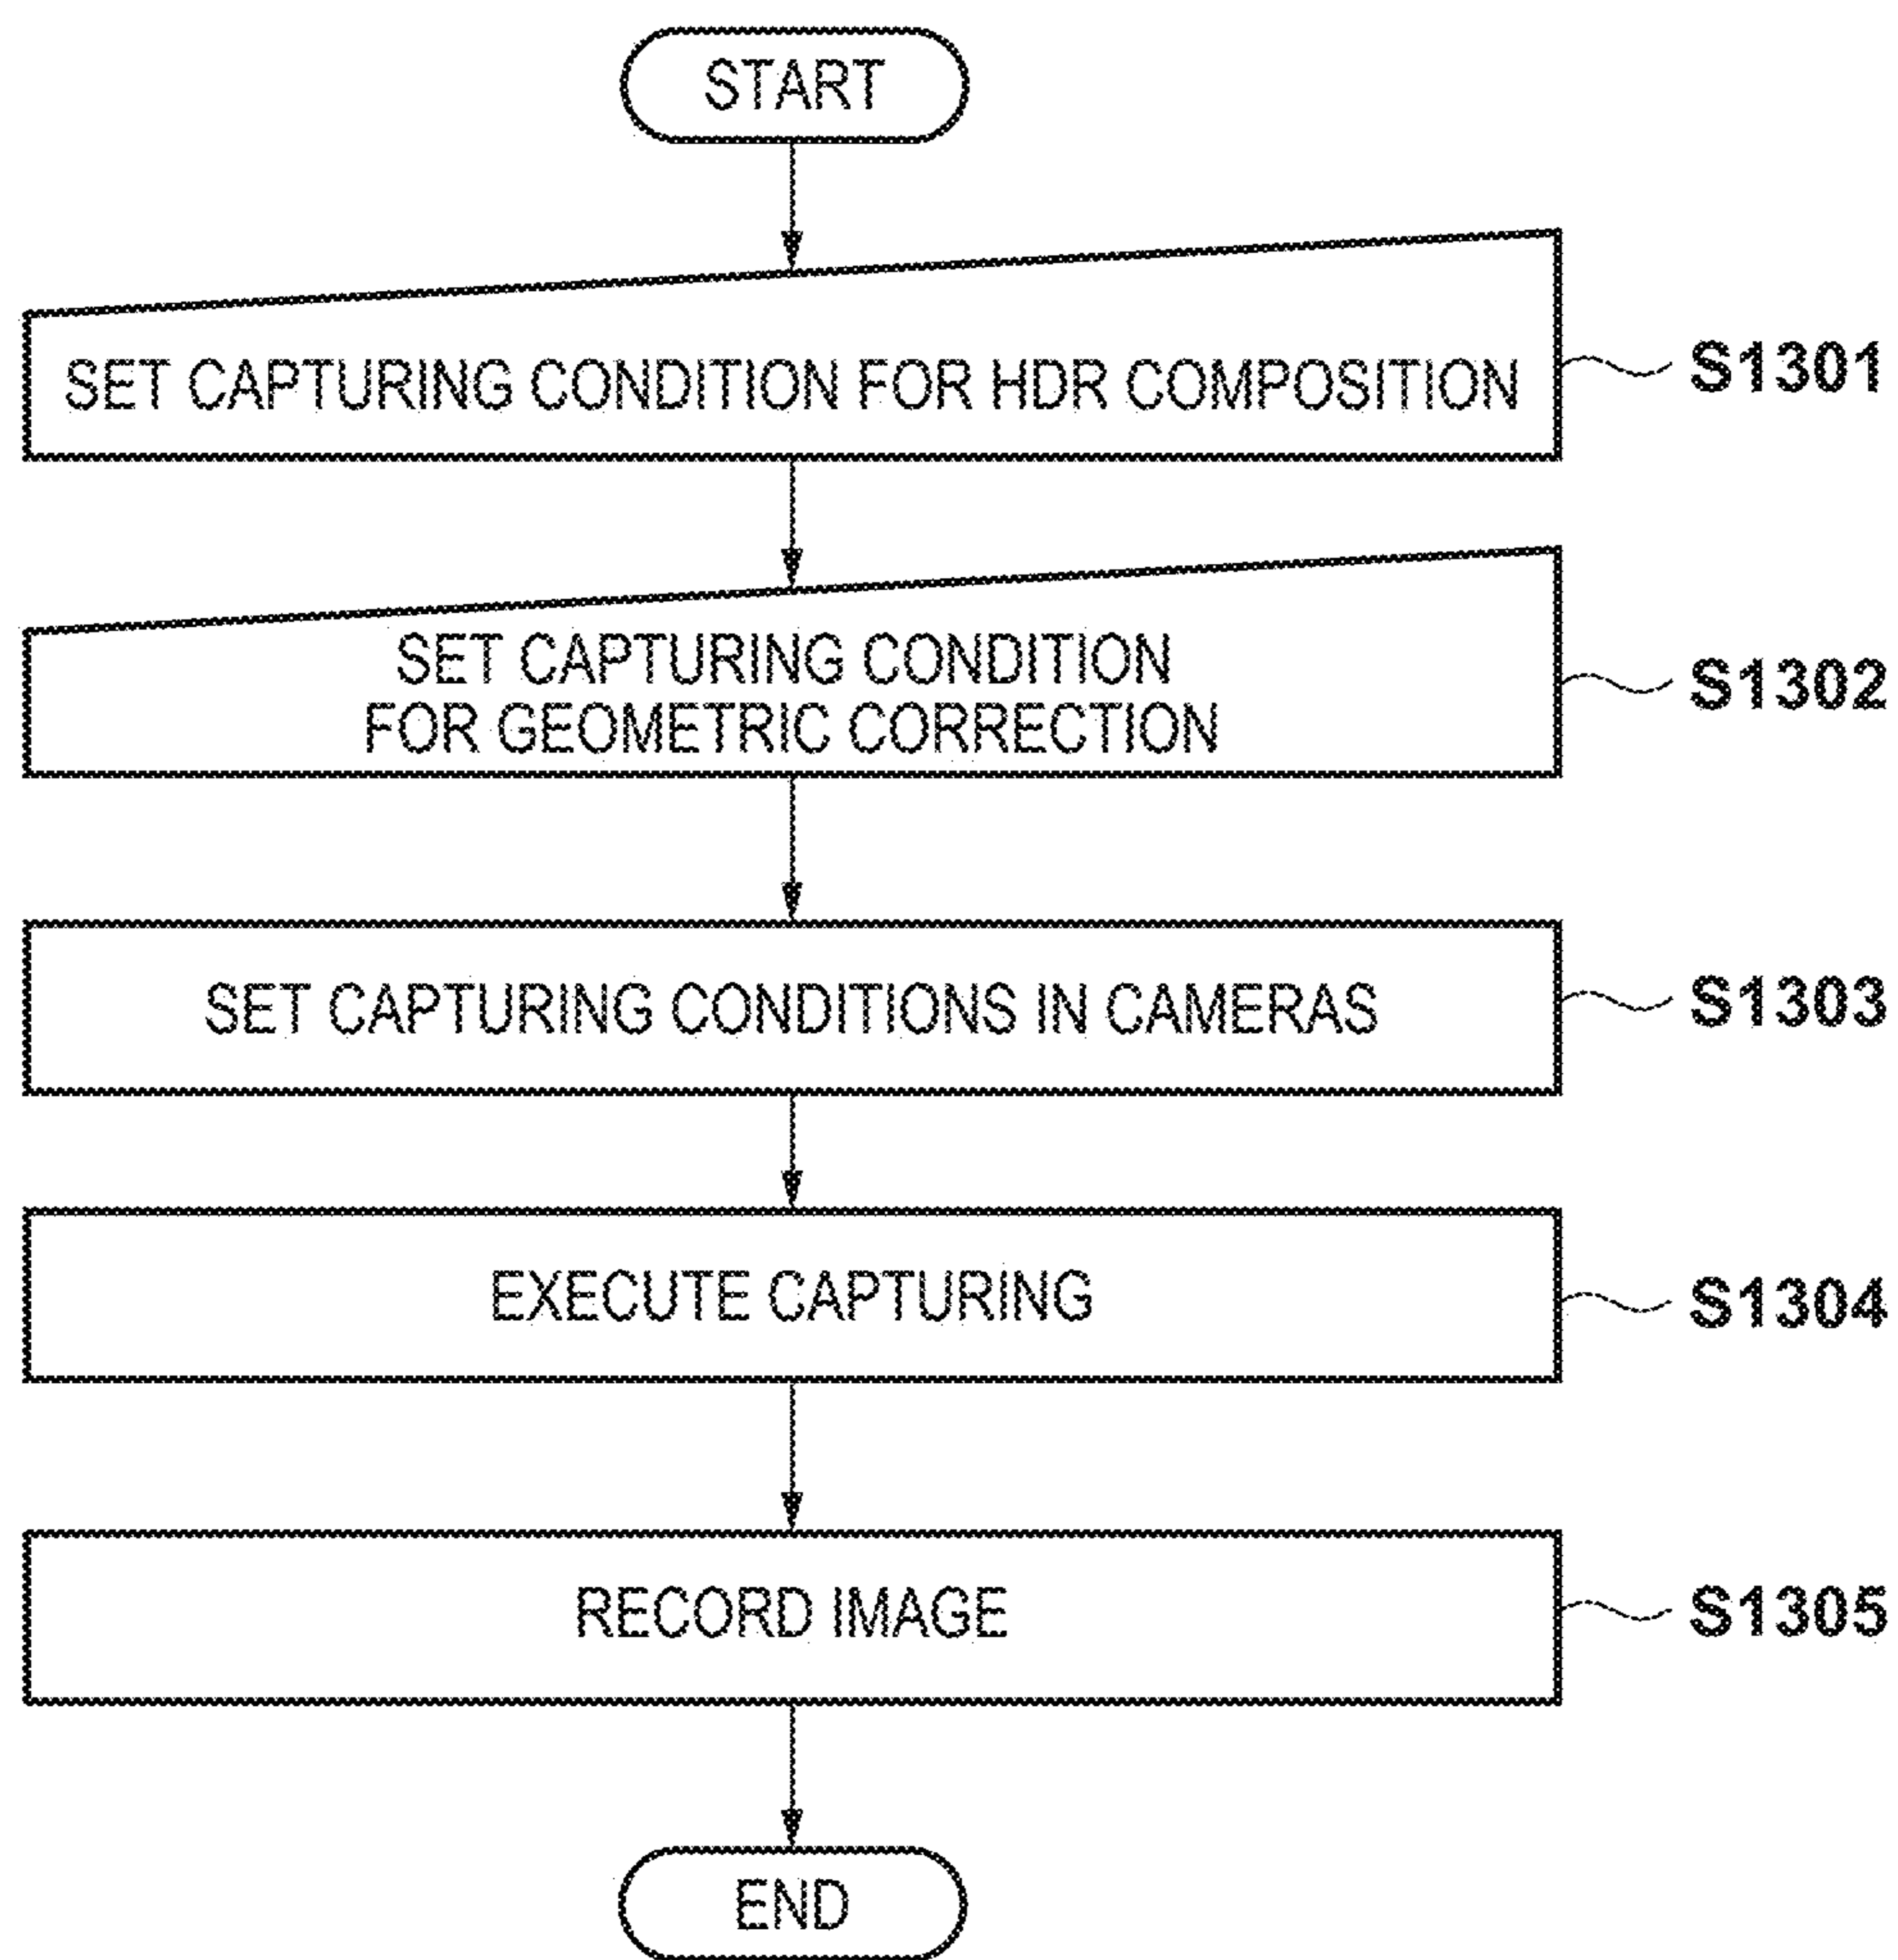 START
SET CAPTURING CONDITION FOR HDR COMPOSITION
S1301
SET CAPTURING CONDITION
FOR GEOMETRIC CORRECTION
S1302
SET CAPTURING CONDITIONS IN CAMERAS
S1303
EXECUTE CAPTURING
S1304
RECORD IMAGE
S1305
END